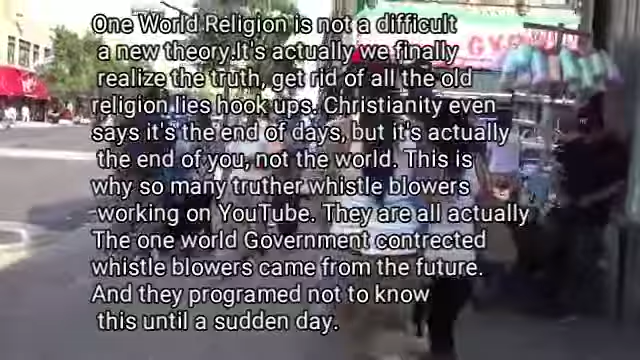 One World Religion is not a difficult
a new theory.It's actually we finally
realize the truth, get rid of all the old
religion lies hook ups. Christianity even
says it's the end of days, but it's actually
the end of you, not the world. This is
why so many truther whistle blowers
working on YouTube. They are all actually
The one world Government contrected
whistle blowers came from the future.
And they programed not to know
this until a sudden day.